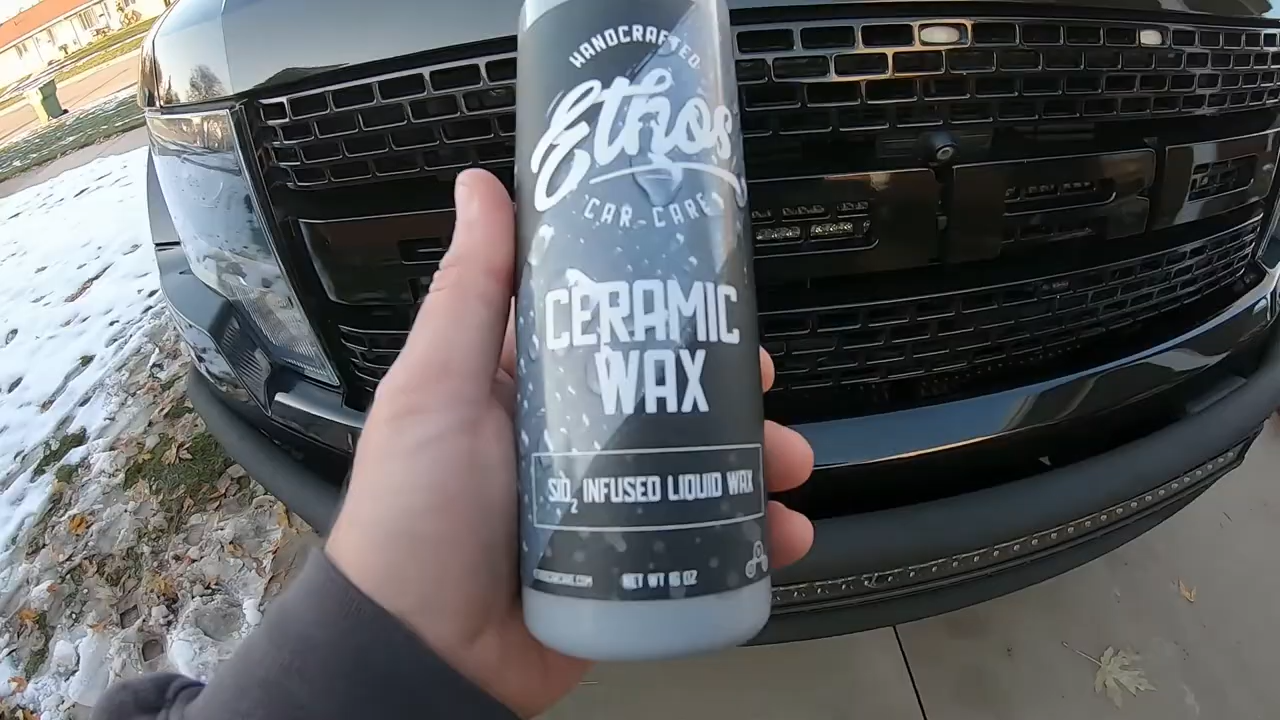 HANDCRAFTED
Ethos
CAR CARE
CERAMIC
WAX
SIO₂ INFUSED LIQUID WAX
NET WT 16 OZ